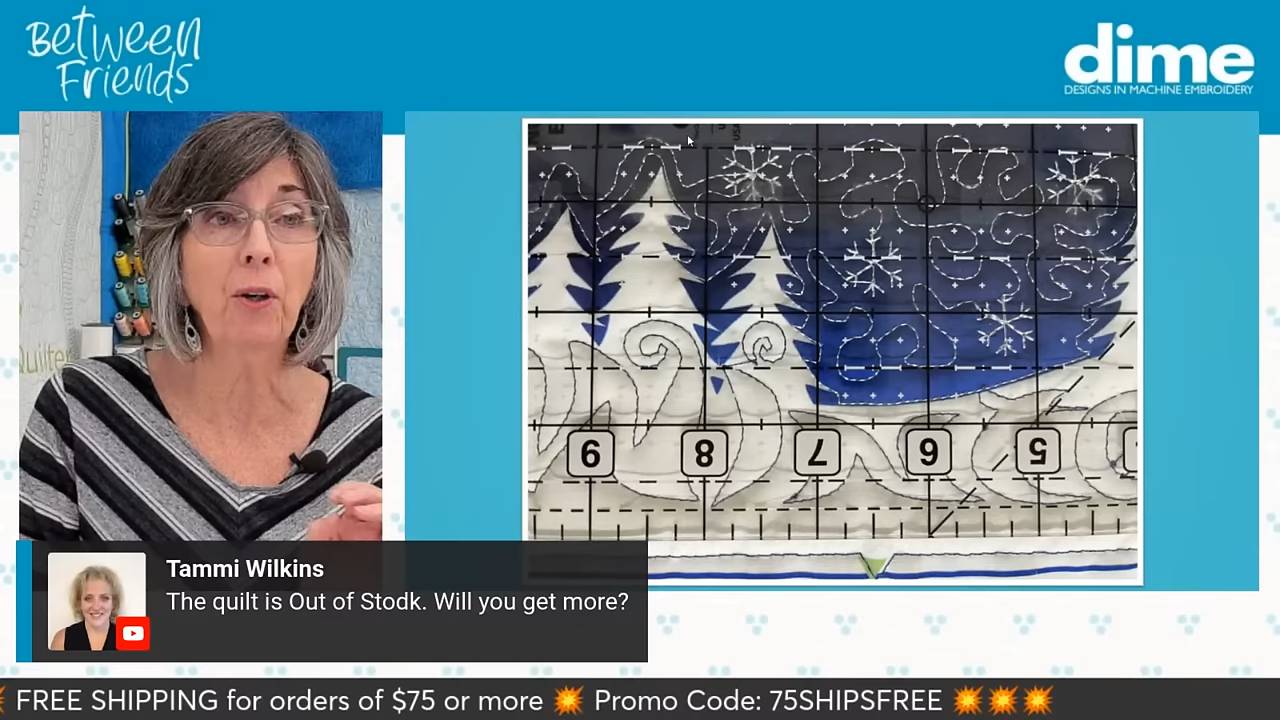 Between
Friends
dime
DESIGNS IN MACHINE EMBROIDERY
Quilter
9 8 7 6 5
Tammi Wilkins
The quilt is Out of Stodk. Will you get more?
FREE SHIPPING for orders of $75 or more 💥 Promo Code: 75SHIPSFREE 💥💥💥